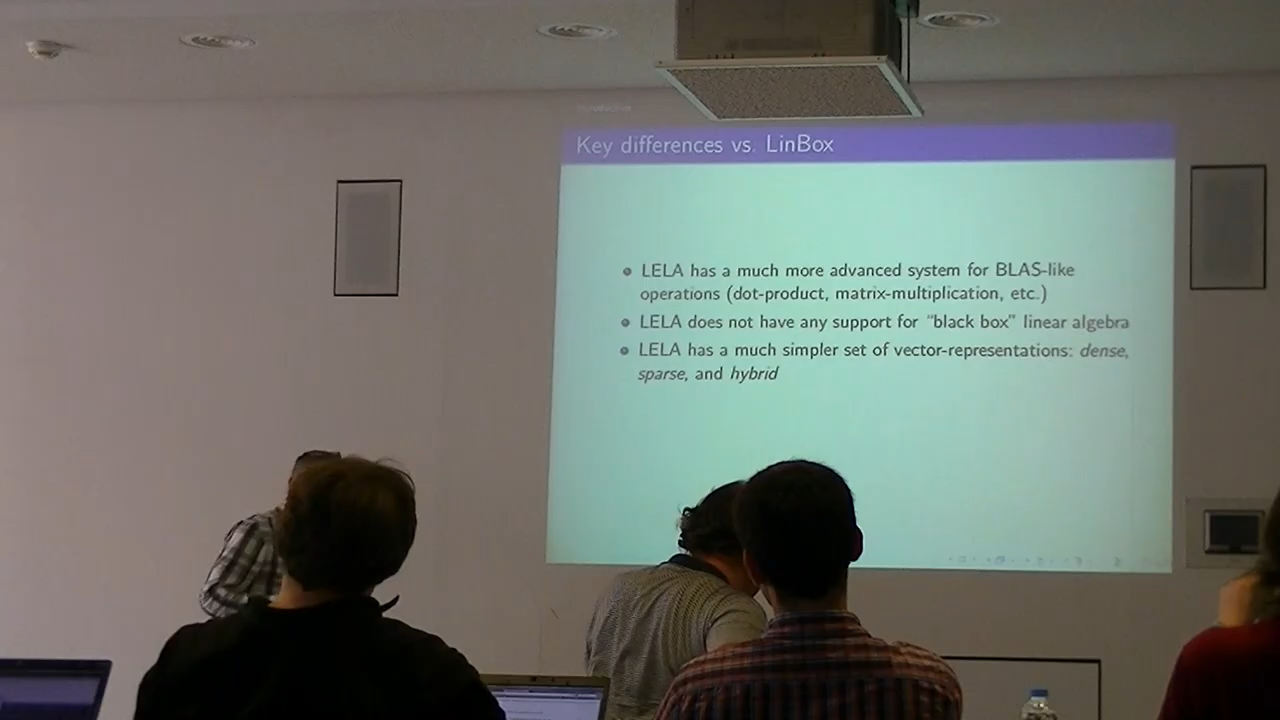 Key differences vs. LinBox
LELA has a much more advanced system for BLAS-like
operations (dot-product, matrix-multiplication, etc.)
LELA does not have any support for “black box” linear algebra
LELA has a much simpler set of vector-representations: dense,
sparse, and hybrid